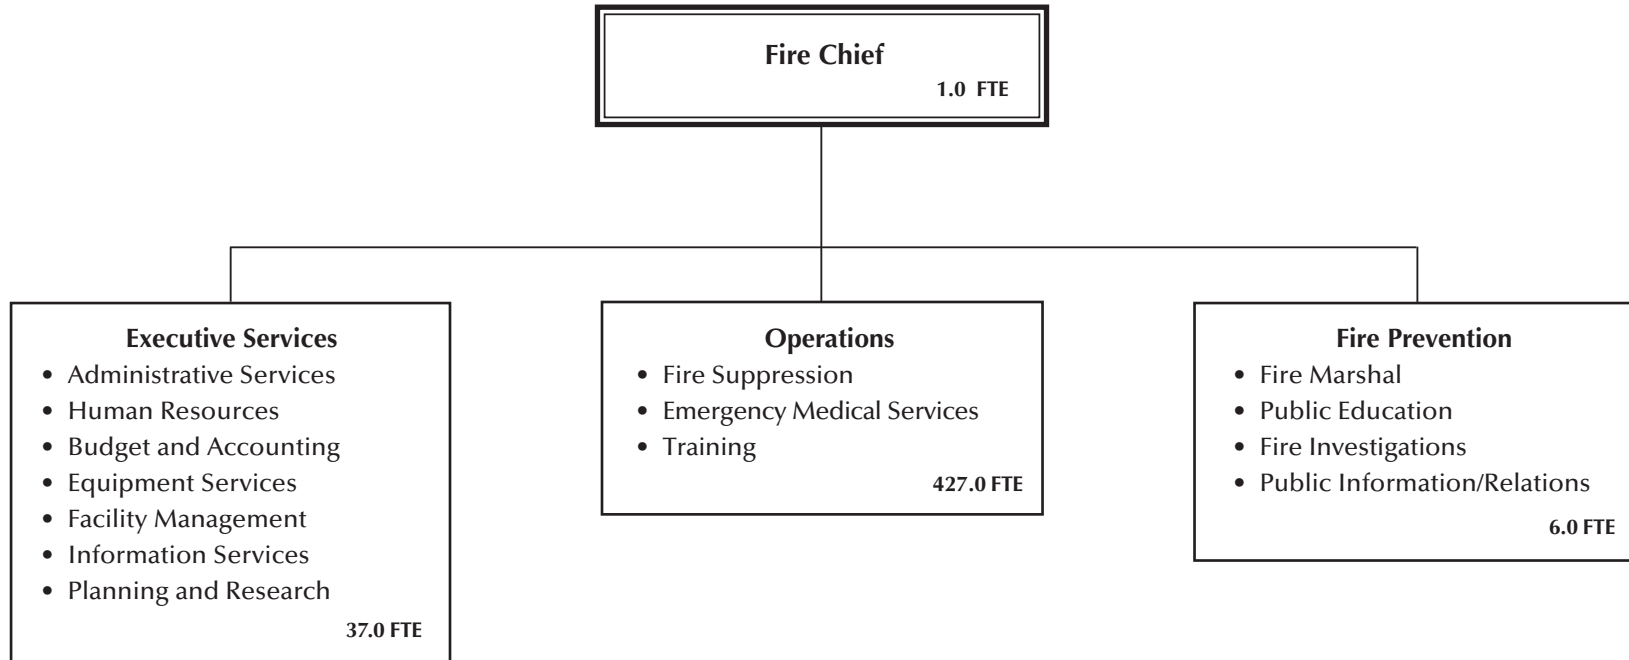 Fire Chief
1.0 FTE
Executive Services
• Administrative Services
• Human Resources
• Budget and Accounting
• Equipment Services
• Facility Management
• Information Services
• Planning and Research
37.0 FTE
Operations
• Fire Suppression
• Emergency Medical Services
• Training
427.0 FTE
Fire Prevention
• Fire Marshal
• Public Education
• Fire Investigations
• Public Information/Relations
6.0 FTE